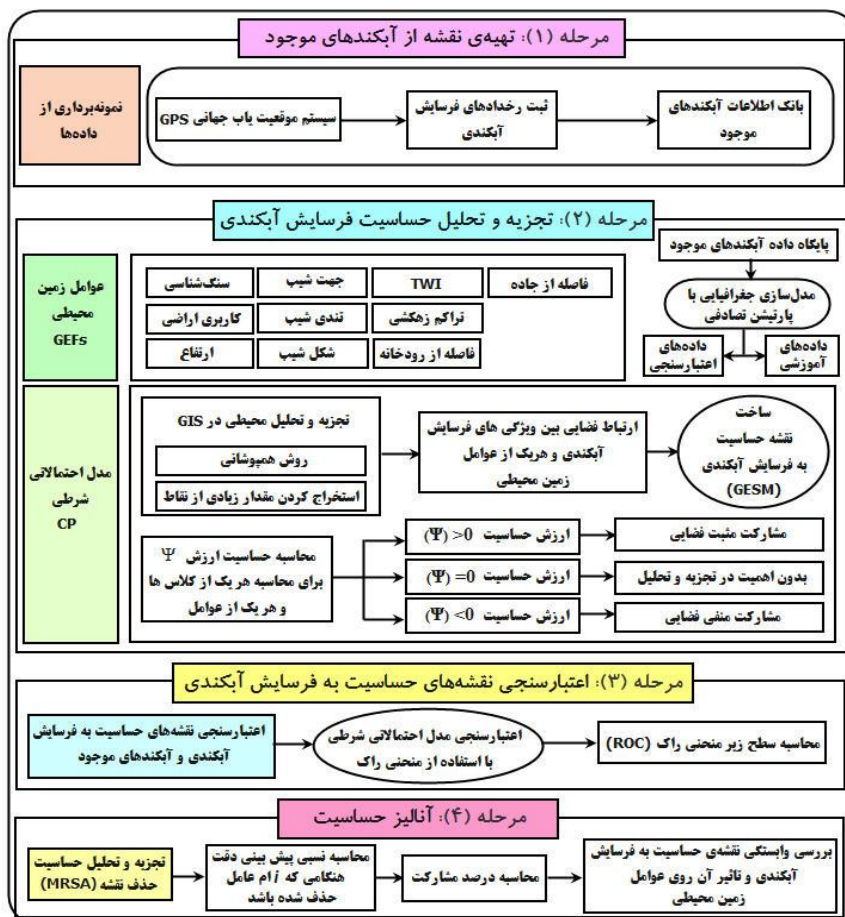 مرحله (۱): تهیه‌ی نقشه از آبکندهای موجود
نمونه‌برداری از
داده‌ها
سیستم موقعیت یاب جهانی GPS
ثبت رخدادهای فرسایش
آبکندی
بانک اطلاعات آبکندهای
موجود
مرحله (۲): تجزیه و تحلیل حساسیت فرسایش آبکندی
عوامل زمین
محیطی
GEFs
سنگ‌شناسی
جهت شیب
TWI
فاصله از جاده
کاربری اراضی
تندی شیب
تراکم زهکشی
ارتفاع
شکل شیب
فاصله از رودخانه
پایگاه داده آبکندهای موجود
مدل‌سازی جغرافیایی با
پارتیشن تصادفی
داده‌های
آموزشی
داده‌های
اعتبارسنجی
مدل احتمالاتی
شرطی
CP
تجزیه و تحلیل محیطی در GIS
روش همپوشانی
استخراج کردن مقدار زیادی از نقاط
ارتباط فضایی بین ویژگی های فرسایش
آبکندی و هریک از عوامل
زمین محیطی
ساخت
نقشه حساسیت
به فرسایش آبکندی
(GESM)
محاسبه حساسیت ارزش Ψ
برای محاسبه هر یک از کلاس ها
و هر یک از عوامل
ارزش حساسیت (Ψ) >0
مشارکت مثبت فضایی
ارزش حساسیت (Ψ) =0
بدون اهمیت در تجزیه و تحلیل
ارزش حساسیت (Ψ) <0
مشارکت منفی فضایی
مرحله (۳): اعتبارسنجی نقشه‌های حساسیت به فرسایش آبکندی
اعتبارسنجی نقشه‌های حساسیت به فرسایش
آبکندی و آبکندهای موجود
اعتبارسنجی مدل احتمالاتی شرطی
با استفاده از منحنی راک
محاسبه سطح زیر منحنی راک (ROC)
مرحله (۴): آنالیز حساسیت
تجزیه و تحلیل حساسیت
حذف نقشه (MRSA)
محاسبه نسبی پیش بینی دقت
هنگامی که i ام عامل
حذف شده باشد
محاسبه درصد مشارکت
بررسی وابستگی نقشه‌ی حساسیت به فرسایش
آبکندی و تاثیر آن روی عوامل
زمین محیطی